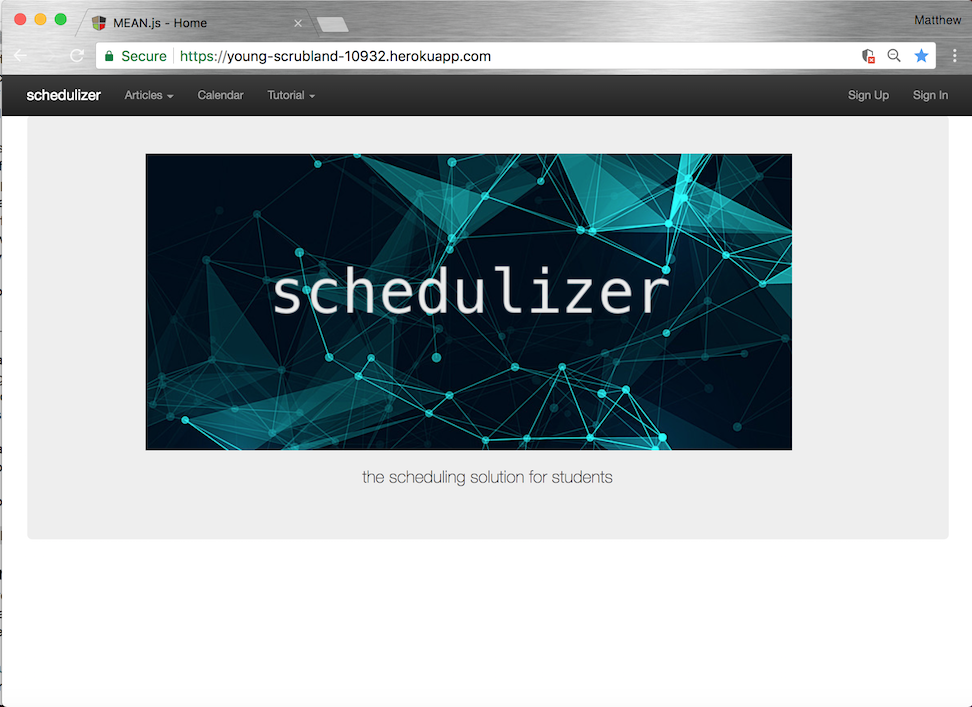 MEAN.js - Home
Matthew
Secure https://young-scrubland-10932.herokuapp.com
schedulizer Articles Calendar Tutorial Sign Up Sign In
schedulizer
the scheduling solution for students